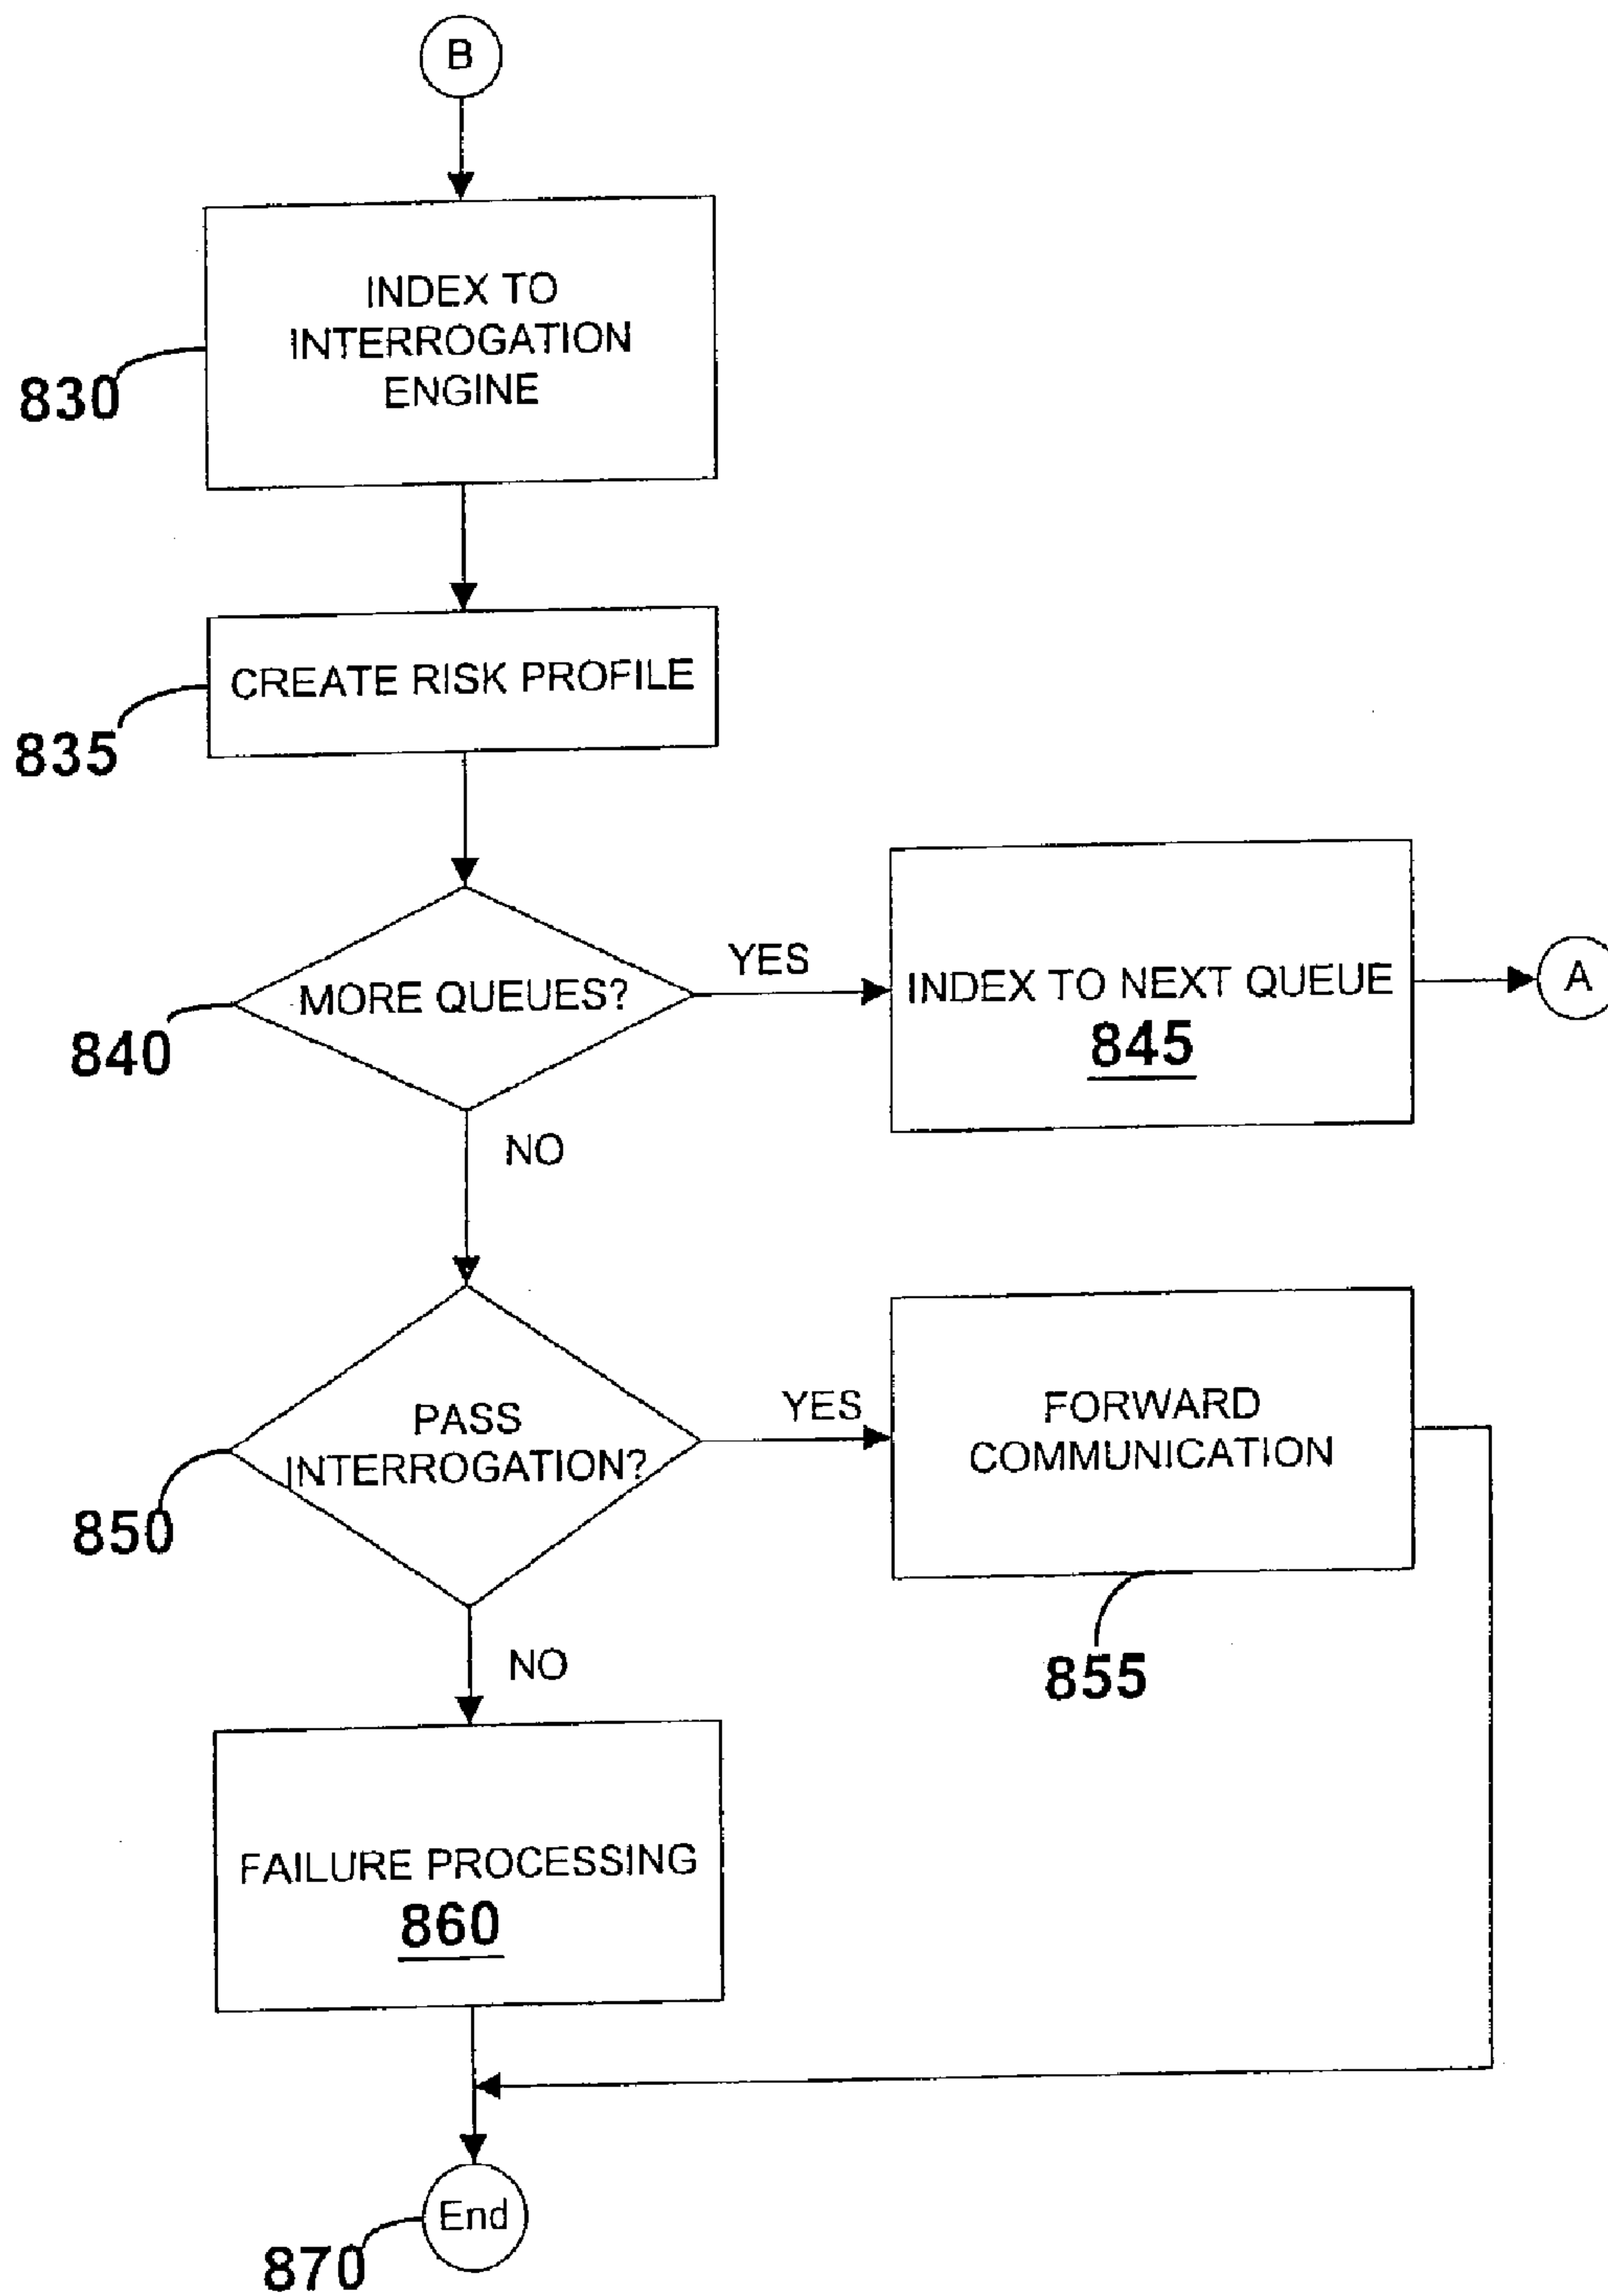 B
INDEX TO
INTERROGATION
ENGINE
830
CREATE RISK PROFILE
835
MORE QUEUES?
840
YES
INDEX TO NEXT QUEUE
845
A
NO
PASS
INTERROGATION?
850
YES
FORWARD
COMMUNICATION
855
NO
FAILURE PROCESSING
860
End
870